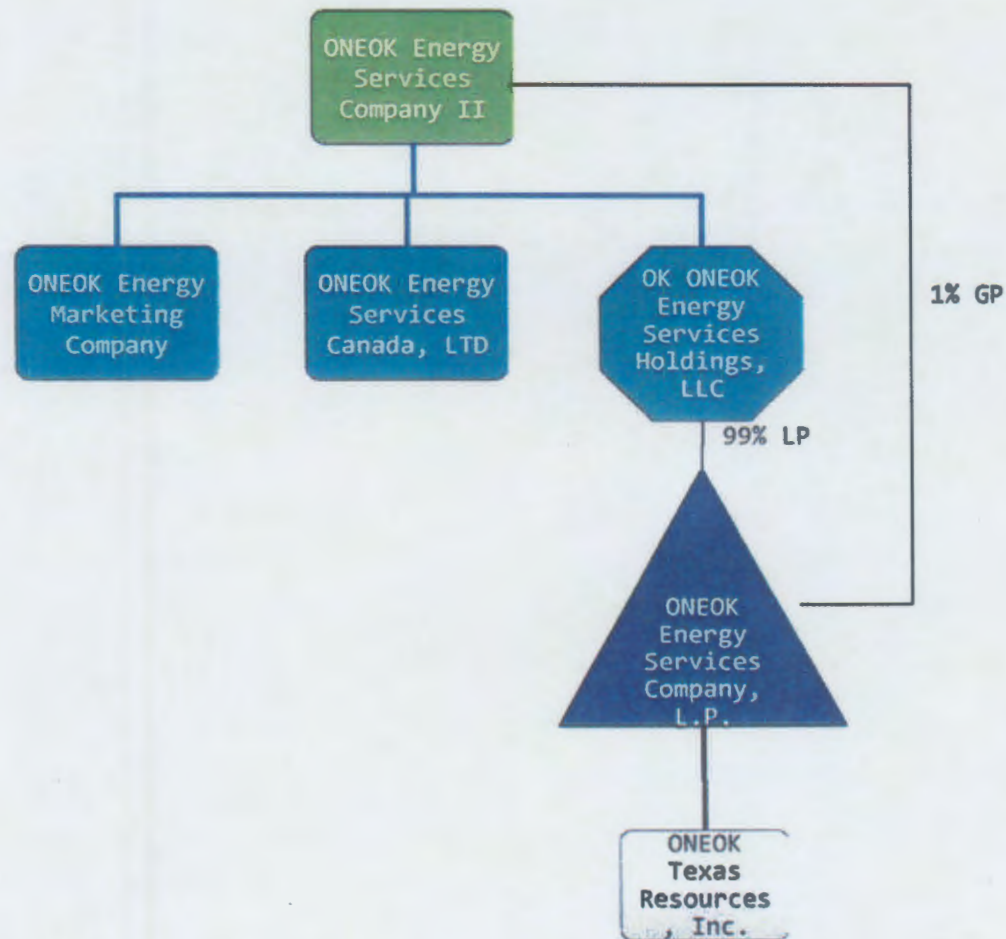 ONEOK Energy
Services
Company II
ONEOK Energy
Marketing
Company
ONEOK Energy
Services
Canada, LTD
OK ONEOK
Energy
Services
Holdings,
LLC
1% GP
99% LP
ONEOK
Energy
Services
Company,
L.P.
ONEOK
Texas
Resources
, Inc.